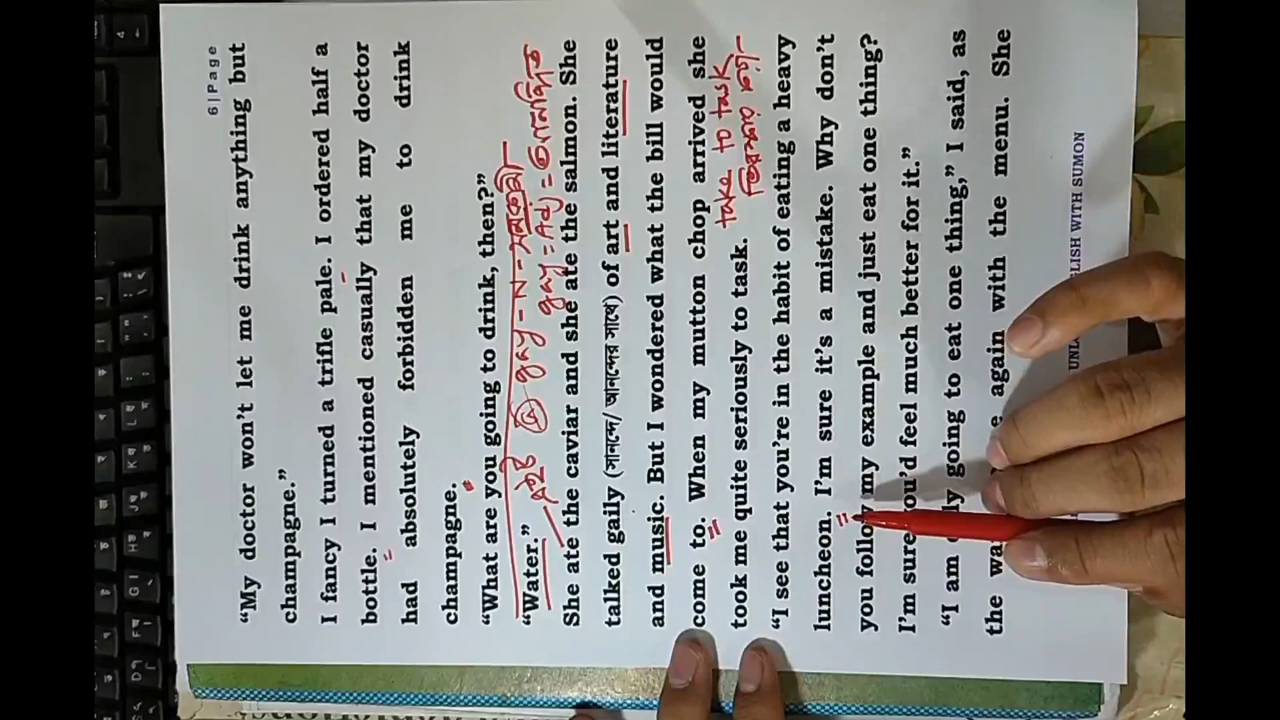 6|Page
“My doctor won’t let me drink anything but
champagne.”
I fancy I turned a trifle pale. I ordered half a
bottle. I mentioned casually that my doctor
had absolutely forbidden me to drink
champagne.
“What are you going to drink, then?”
gay - N - সমকামী
“Water.”
gay = Adj =
She ate the caviar and she ate the salmon. She
talked gaily (সানন্দে/ আনন্দের সাথে) of art and literature
and music. But I wondered what the bill would
come to. When my mutton chop arrived she
take to task
took me quite seriously to task.
তিরস্কার করা
“I see that you’re in the habit of eating a heavy
luncheon. I’m sure it’s a mistake. Why don’t
you follow my example and just eat one thing?
I’m sure you’d feel much better for it.”
“I am only going to eat one thing,” I said, as
the again with the menu. She
WITH SUMON